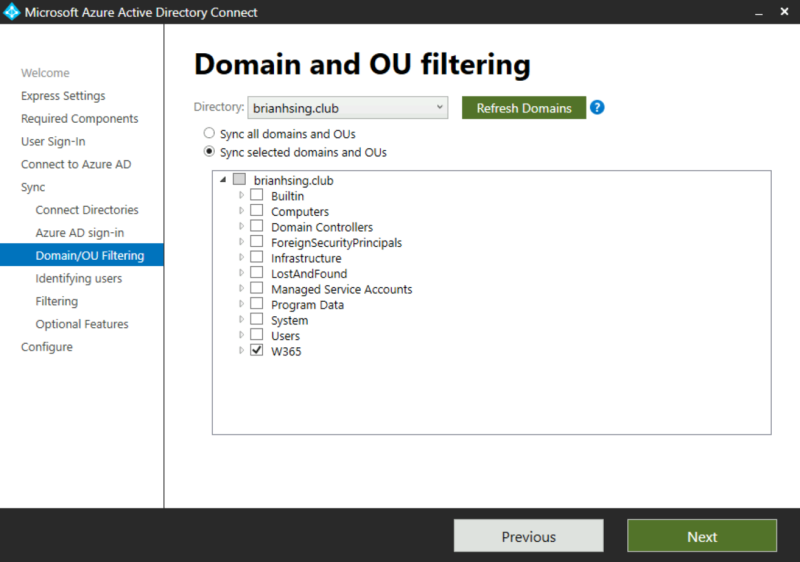 Microsoft Azure Active Directory Connect
Welcome
Express Settings
Required Components
User Sign-In
Connect to Azure AD
Sync
Connect Directories
Azure AD sign-in
Domain/OU Filtering
Identifying users
Filtering
Optional Features
Configure
Domain and OU filtering
Directory: brianhsing.club Refresh Domains ?
Sync all domains and OUs
Sync selected domains and OUs
brianhsing.club
Builtin
Computers
Domain Controllers
ForeignSecurityPrincipals
Infrastructure
LostAndFound
Managed Service Accounts
Program Data
System
Users
W365
Previous Next